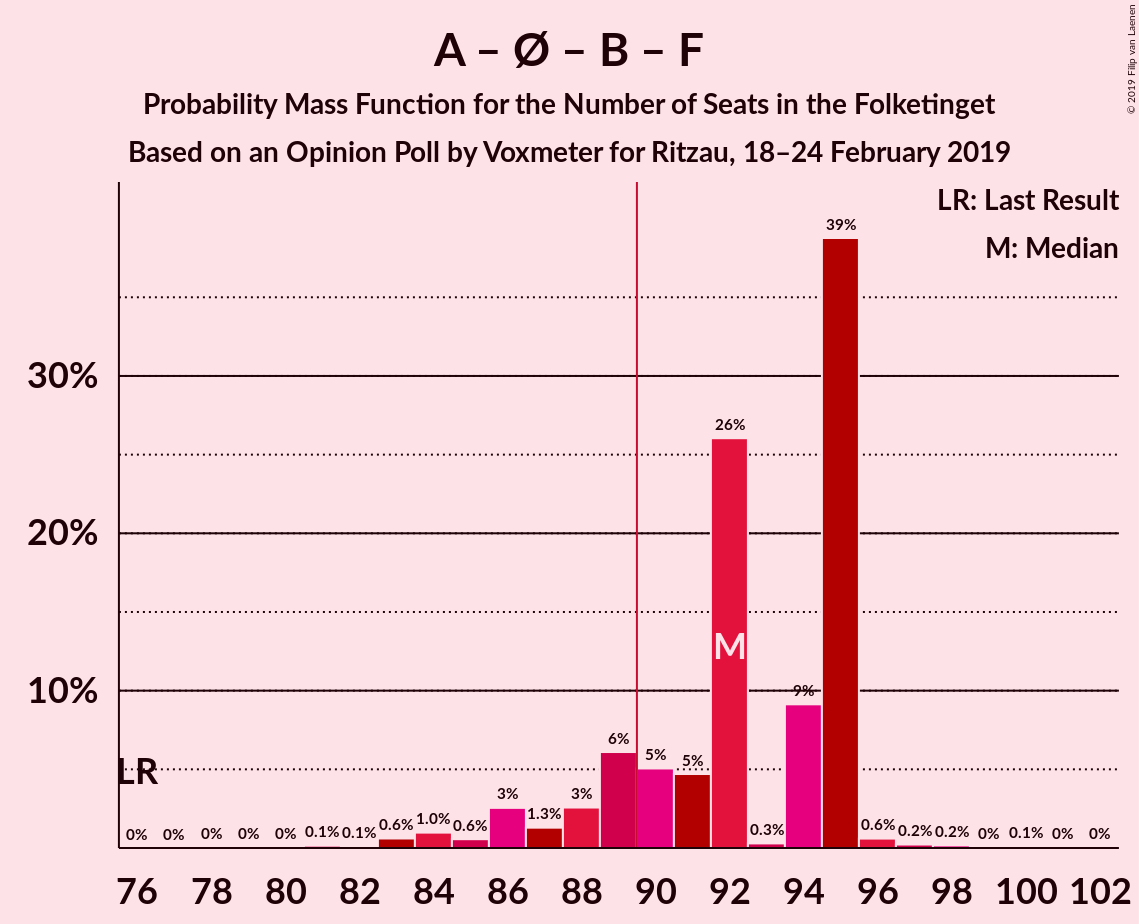 A – Ø – B – F
Probability Mass Function for the Number of Seats in the Folketinget
Based on an Opinion Poll by Voxmeter for Ritzau, 18–24 February 2019
© 2019 Filip van Laenen
LR: Last Result
M: Median
39%
30%
26%
20%
M
10%
9%
6%
5%
5%
LR
3%
1.3%
3%
0% 0% 0% 0% 0% 0.1% 0.1% 0.6% 1.0% 0.6% 0.3% 0.6% 0.2% 0.2% 0% 0.1% 0% 0%
76 78 80 82 84 86 88 90 92 94 96 98 100 102